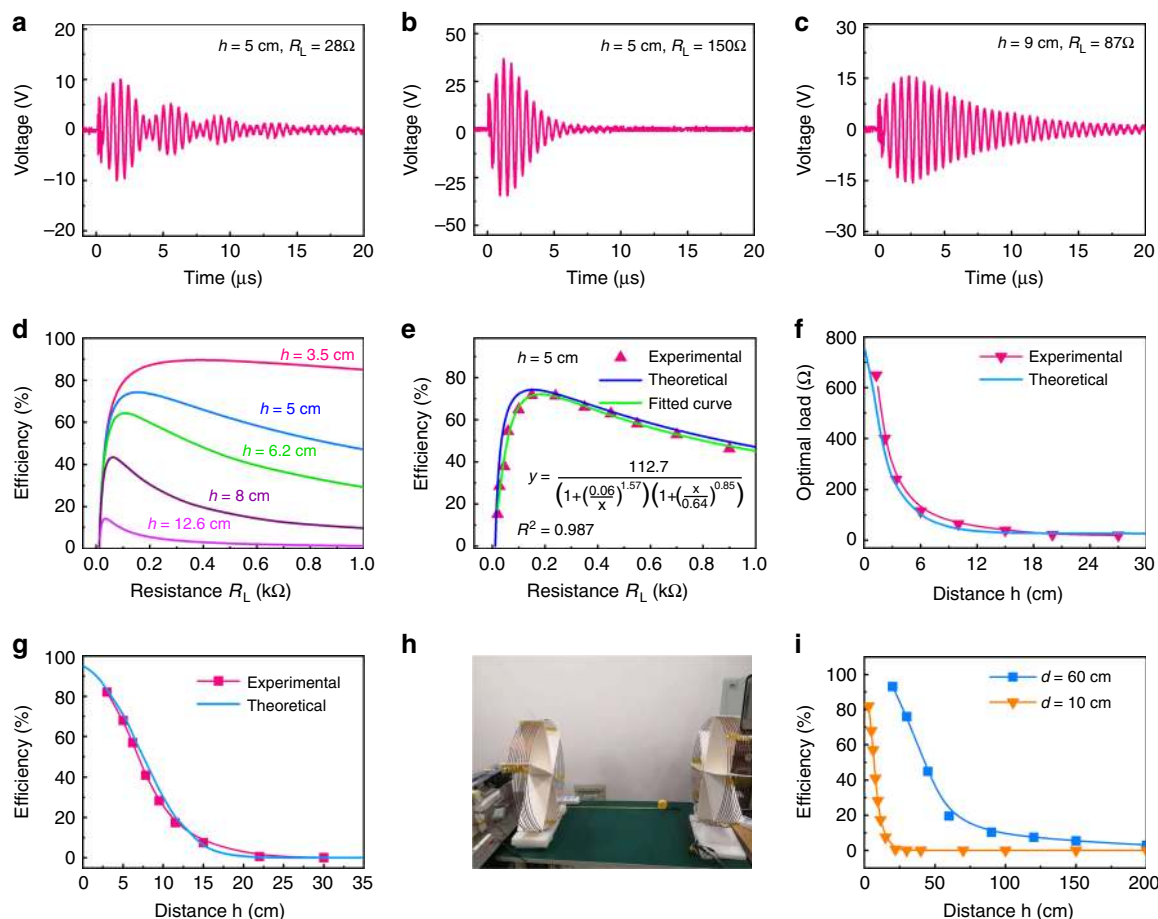 a
h = 5 cm, R_L = 28Ω
20
10
0
–10
–20
Voltage (V)
0 5 10 15 20
Time (μs)
b
h = 5 cm, R_L = 150Ω
50
25
0
–25
–50
Voltage (V)
0 5 10 15 20
Time (μs)
c
h = 9 cm, R_L = 87Ω
30
15
0
–15
–30
Voltage (V)
0 5 10 15 20
Time (μs)
d
100
80
60
40
20
0
Efficiency (%)
h = 3.5 cm
h = 5 cm
h = 6.2 cm
h = 8 cm
h = 12.6 cm
0.0 0.2 0.4 0.6 0.8 1.0
Resistance R_L (kΩ)
e
80
60
40
20
0
Efficiency (%)
h = 5 cm
Experimental
Theoretical
Fitted curve
y = 112.7 / ((1+(0.06/x)^1.57)(1+(x/0.64)^0.85))
R² = 0.987
0.0 0.2 0.4 0.6 0.8 1.0
Resistance R_L (kΩ)
f
800
600
400
200
0
Optimal load (Ω)
Experimental
Theoretical
0 6 12 18 24 30
Distance h (cm)
g
100
80
60
40
20
0
Efficiency (%)
Experimental
Theoretical
0 5 10 15 20 25 30 35
Distance h (cm)
h
i
100
80
60
40
20
0
Efficiency (%)
d = 60 cm
d = 10 cm
0 50 100 150 200
Distance h (cm)